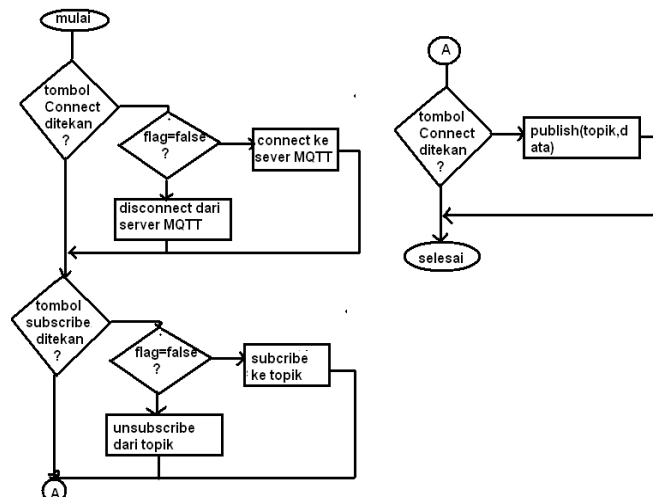 mulai
tombol
Connect
ditekan
?
flag=false
?
connect ke
sever MQTT
disconnect dari
server MQTT
tombol
subscribe
ditekan
?
flag=false
?
subcribe
ke topik
unsubscribe
dari topik
A
A
tombol
Connect
ditekan
?
publish(topik,d
ata)
selesai